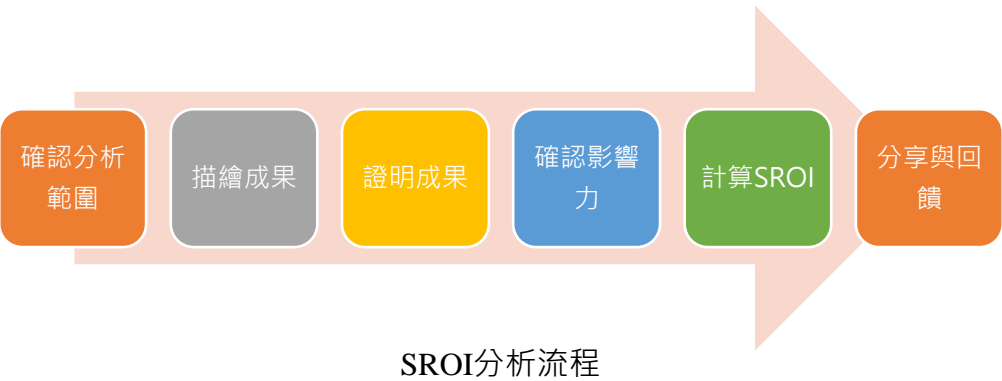 確認分析
範圍
描繪成果
證明成果
確認影響
力
計算SROI
分享與回
饋
SROI分析流程